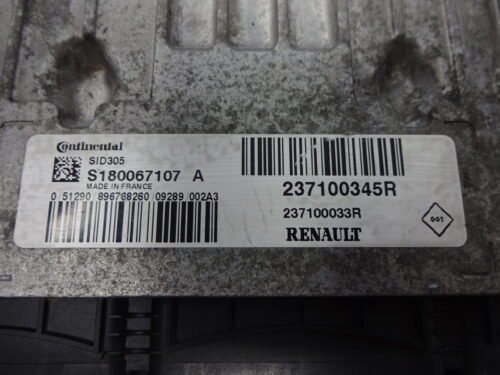 Continental
SID305
S180067107 A
MADE IN FRANCE
0 51290 896768260 09289 002A3
237100345R
237100033R
RENAULT
001